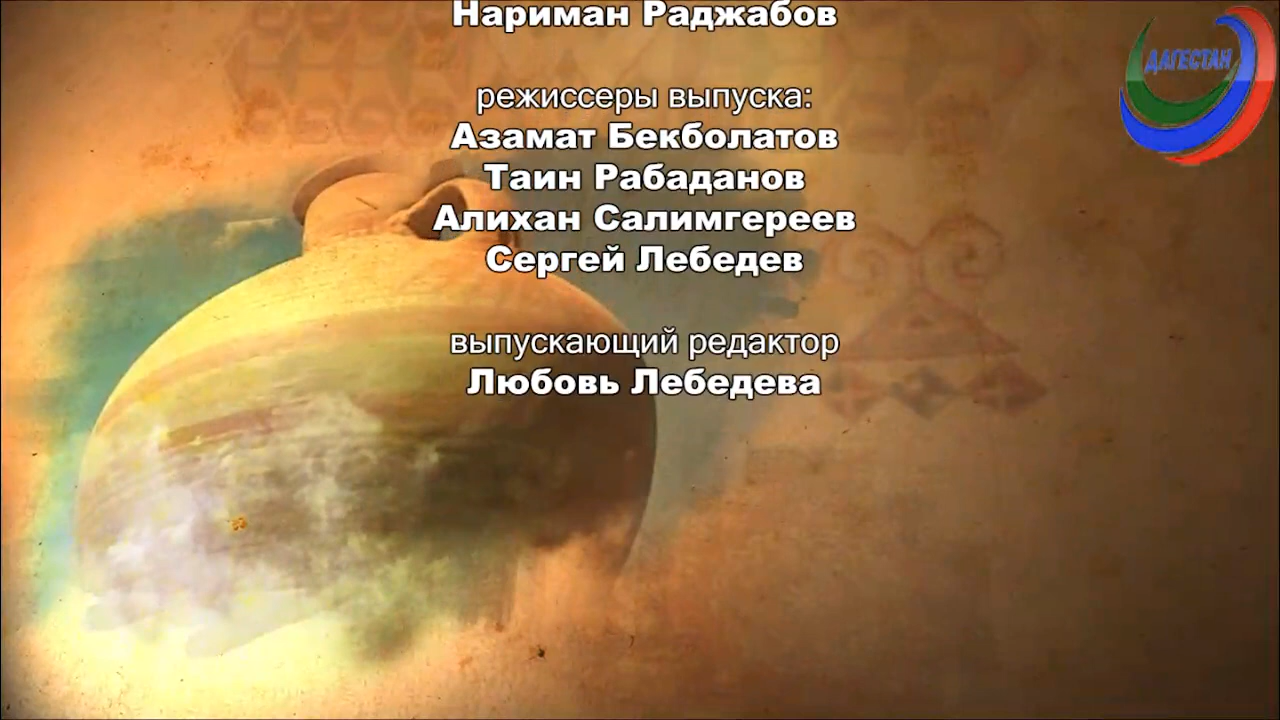 Нариман Раджабов
ДАГЕСТАН
режиссеры выпуска:
Азамат Бекболатов
Таин Рабаданов
Алихан Салимгереев
Сергей Лебедев
выпускающий редактор
Любовь Лебедева